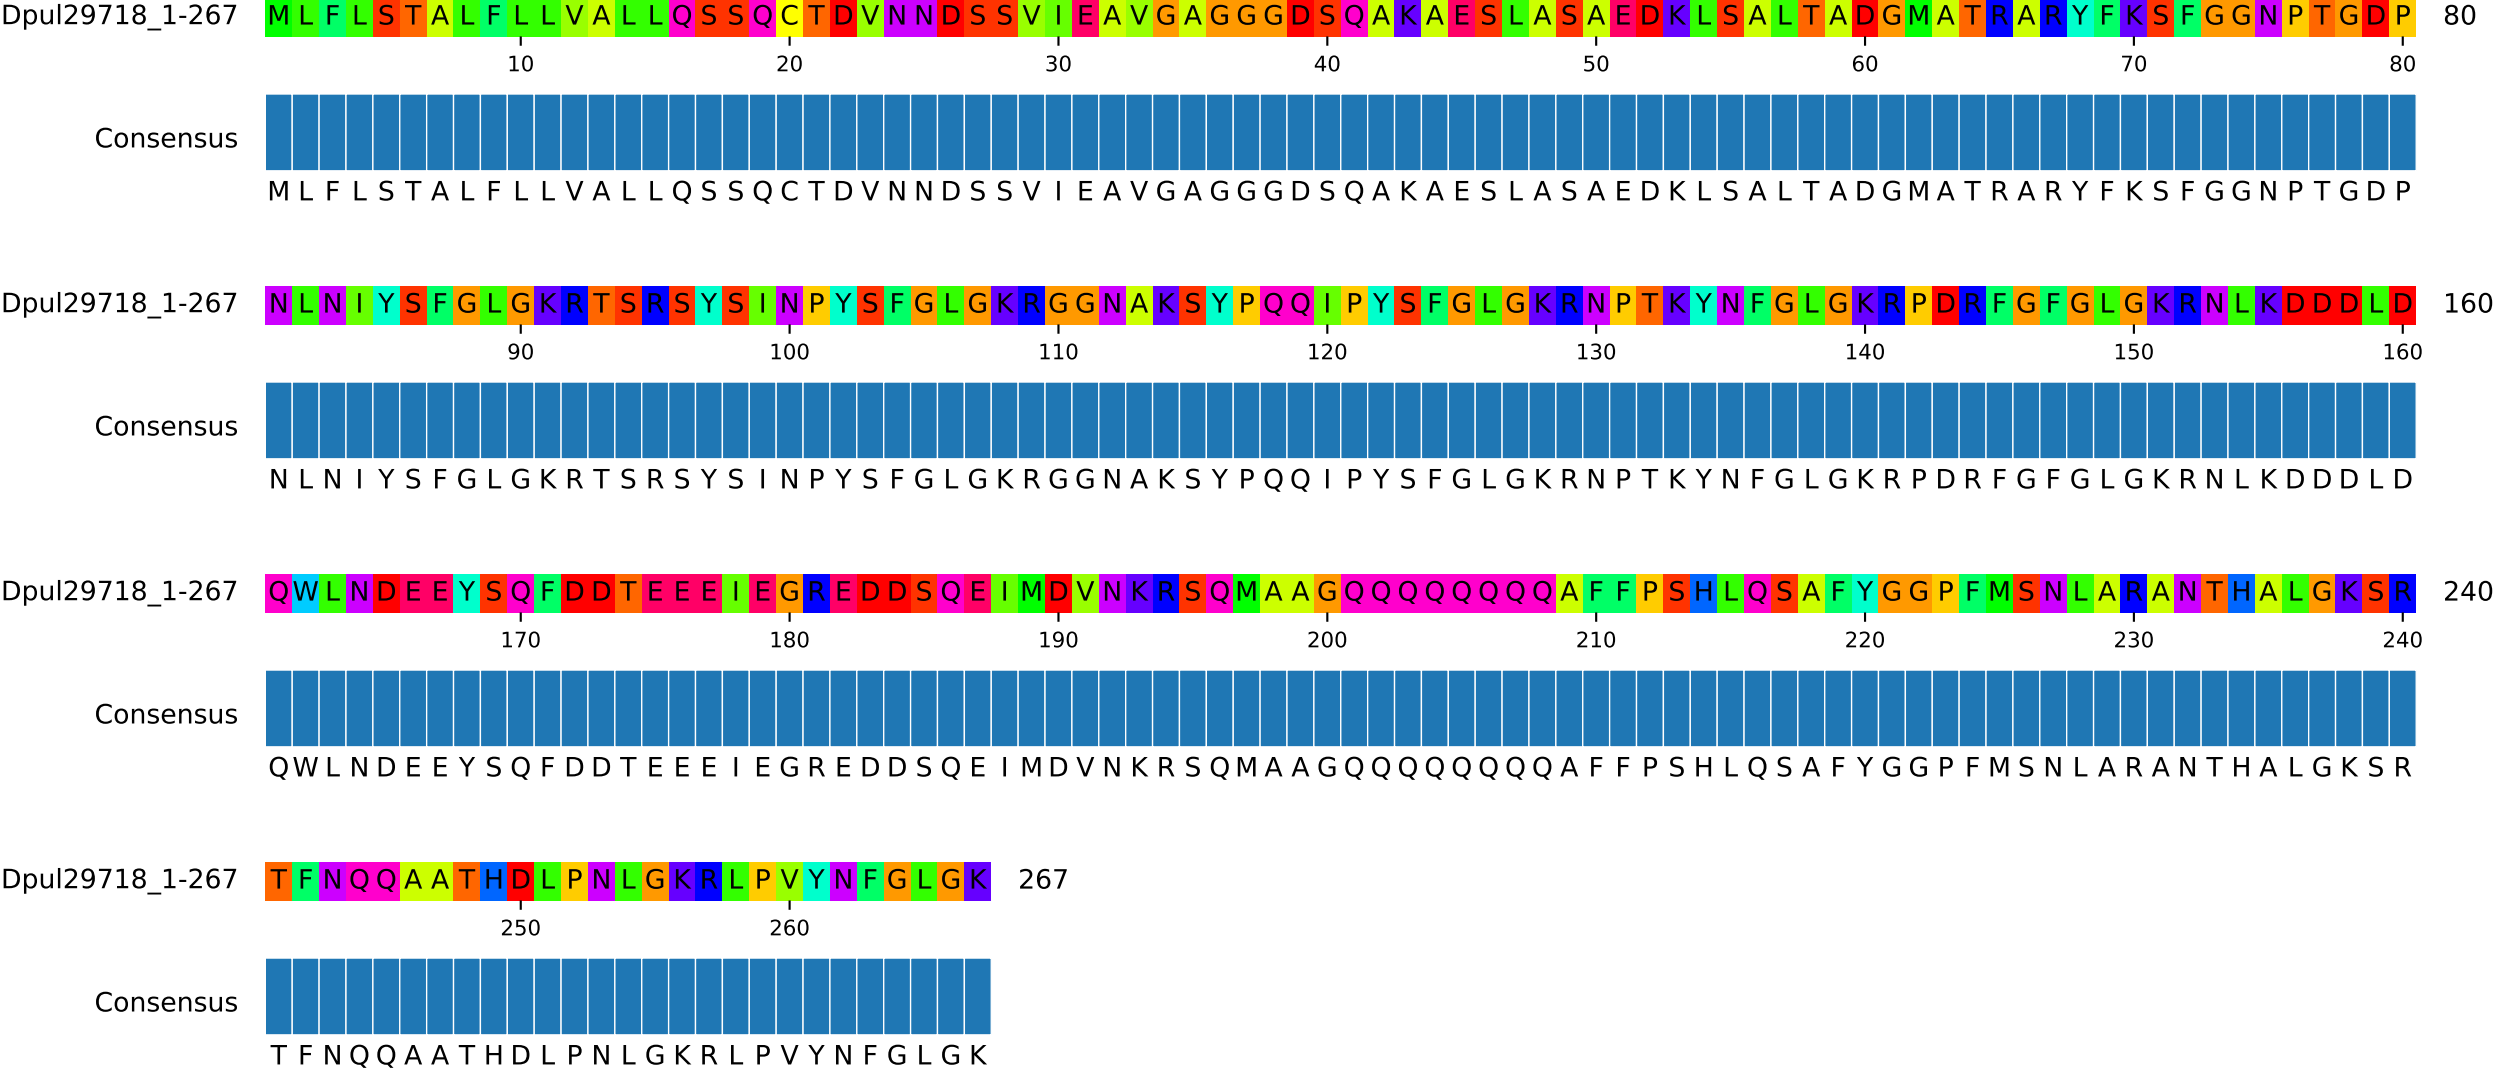 Dpul29718_1-267 MLFLSTALFLLVALLQSSQCTDVNNDSSVIEAVGAGGGDSQAKAESLASAEDKLSALTADGMATRARYFKSFGGNPTGDP 80
10 20 30 40 50 60 70 80
Consensus
MLFLSTALFLLVALLQSSQCTDVNNDSSVIEAVGAGGGDSQAKAESLASAEDKLSALTADGMATRARYFKSFGGNPTGDP
Dpul29718_1-267 NLNIYSFGLGKRTSRSYSINPYSFGLGKRGGNAKSYPQQIPYSFGLGKRNPTKYNFGLGKRPDRFGFGLGKRNLKDDDLD 160
90 100 110 120 130 140 150 160
Consensus
NLNIYSFGLGKRTSRSYSINPYSFGLGKRGGNAKSYPQQIPYSFGLGKRNPTKYNFGLGKRPDRFGFGLGKRNLKDDDLD
Dpul29718_1-267 QWLNDEEYSQFDDTEEEIEGREDDSQEIMDVNKRSQMAAGQQQQQQQQAFFPSHLQSAFYGGPFMSNLARANTHALGKSR 240
170 180 190 200 210 220 230 240
Consensus
QWLNDEEYSQFDDTEEEIEGREDDSQEIMDVNKRSQMAAGQQQQQQQQAFFPSHLQSAFYGGPFMSNLARANTHALGKSR
Dpul29718_1-267 TFNQQAATHDLPNLGKRLPVYNFGLGK 267
250 260
Consensus
TFNQQAATHDLPNLGKRLPVYNFGLGK